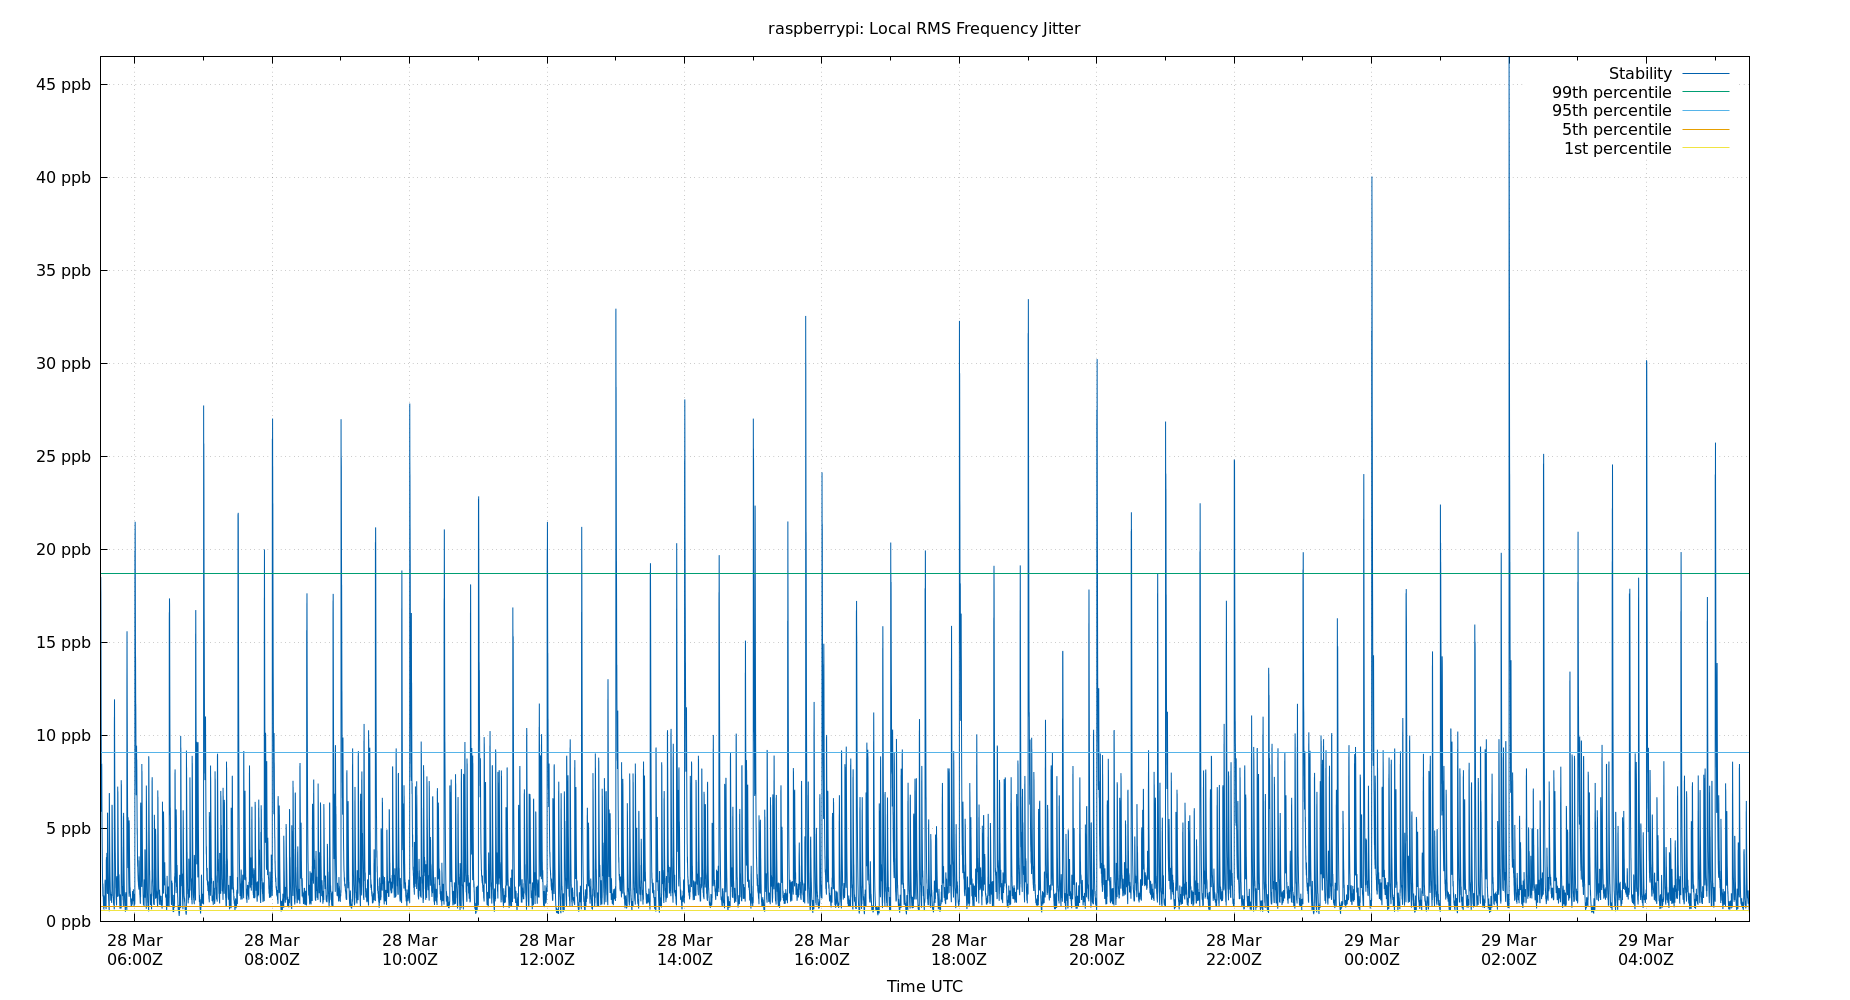 raspberrypi: Local RMS Frequency Jitter
Stability
99th percentile
95th percentile
5th percentile
1st percentile
45 ppb
40 ppb
35 ppb
30 ppb
25 ppb
20 ppb
15 ppb
10 ppb
5 ppb
0 ppb
28 Mar 28 Mar 28 Mar 28 Mar 28 Mar 28 Mar 28 Mar 28 Mar 28 Mar 29 Mar 29 Mar 29 Mar
06:00Z 08:00Z 10:00Z 12:00Z 14:00Z 16:00Z 18:00Z 20:00Z 22:00Z 00:00Z 02:00Z 04:00Z
Time UTC